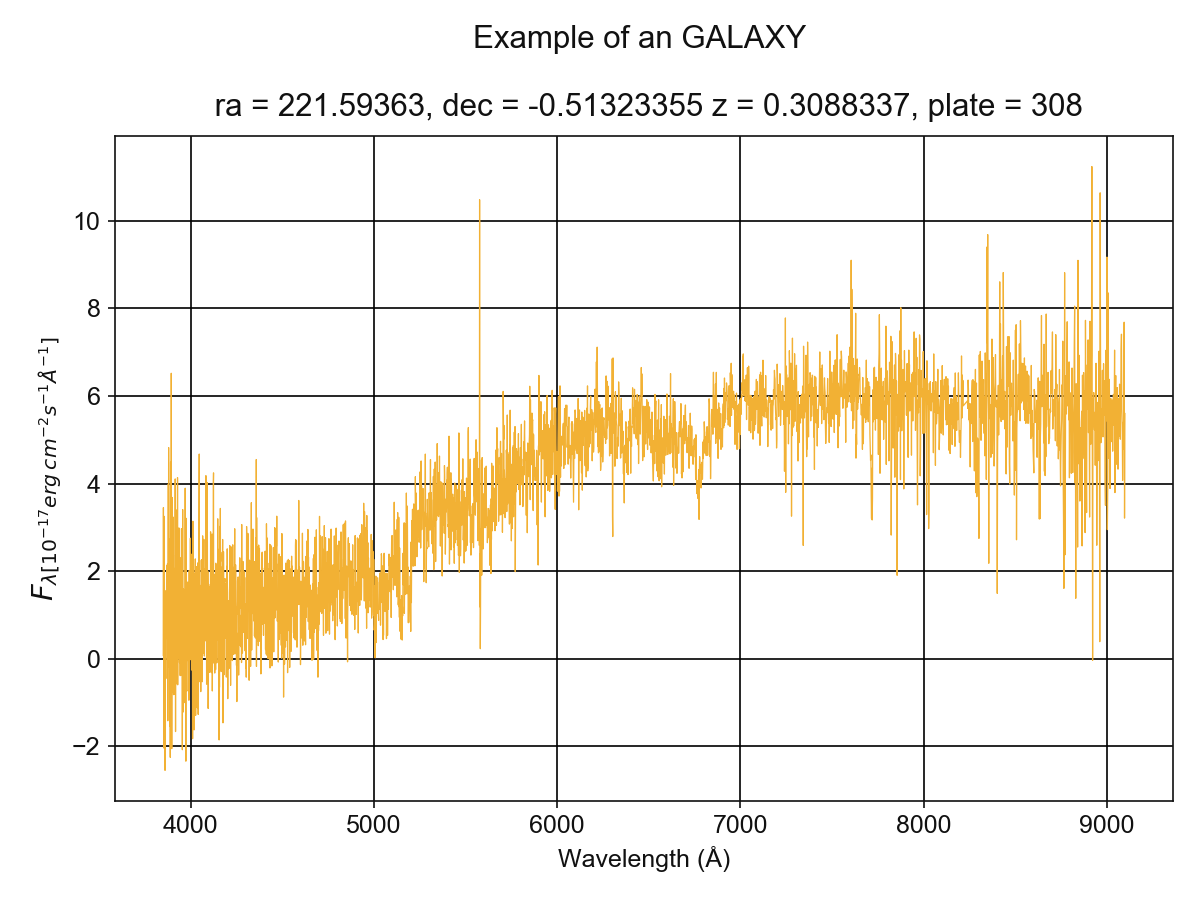 Example of an GALAXY
ra = 221.59363, dec = -0.51323355 z = 0.3088337, plate = 308
10
8
6
4
2
0
−2
F_{λ[10^{−17} erg cm^{−2} s^{−1} Å^{−1}]}
4000 5000 6000 7000 8000 9000
Wavelength (Å)